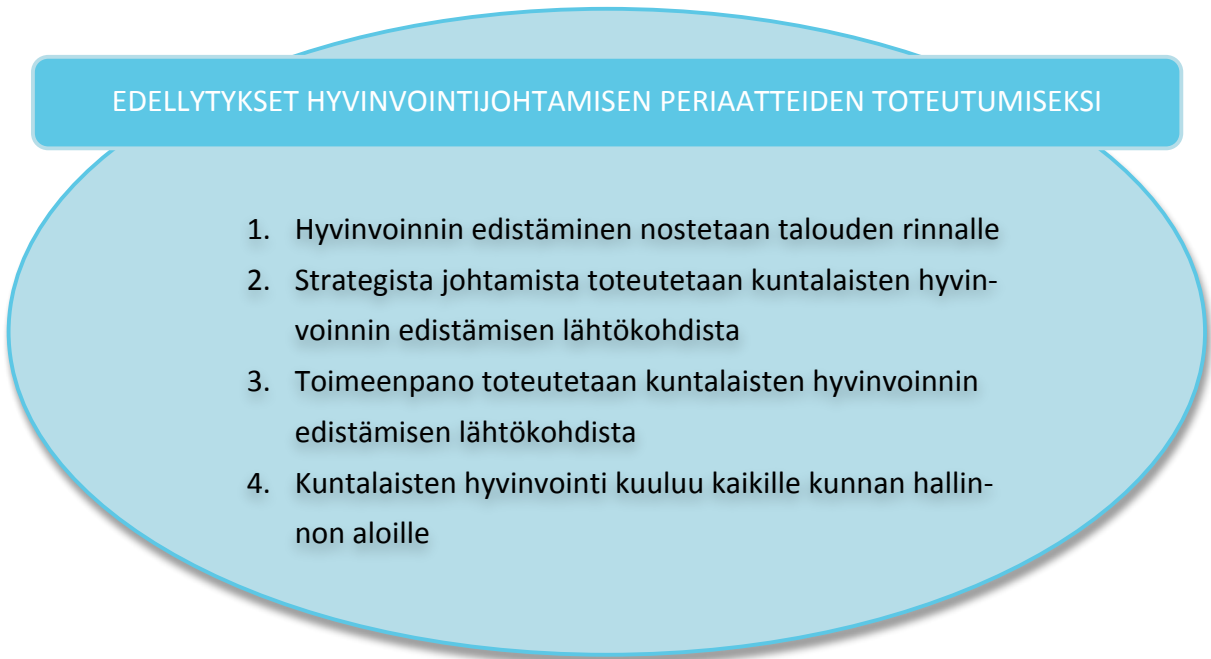 EDELLYTYKSET HYVINVOINTIJOHTAMISEN PERIAATTEIDEN TOTEUTUMISEKSI
1. Hyvinvoinnin edistäminen nostetaan talouden rinnalle
2. Strategista johtamista toteutetaan kuntalaisten hyvin-
voinnin edistämisen lähtökohdista
3. Toimeenpano toteutetaan kuntalaisten hyvinvoinnin
edistämisen lähtökohdista
4. Kuntalaisten hyvinvointi kuuluu kaikille kunnan hallin-
non aloille